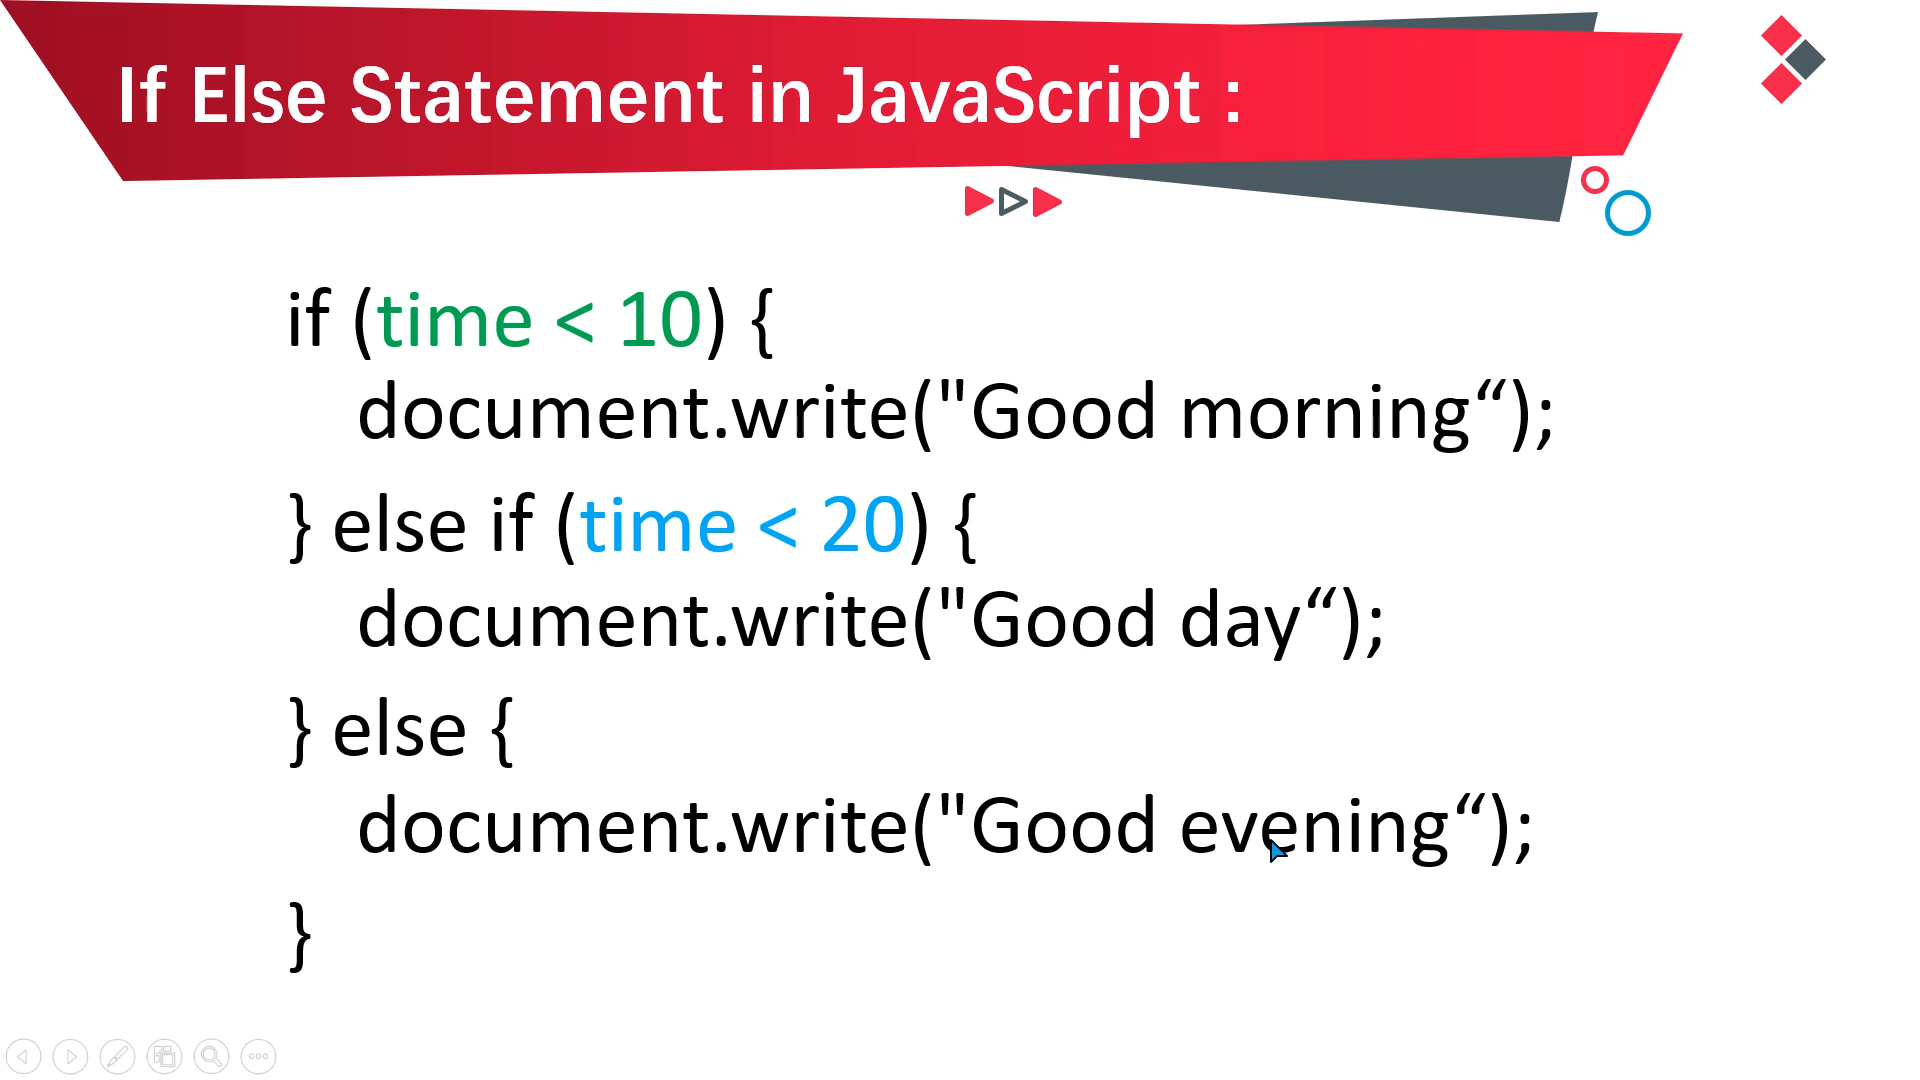 If Else Statement in JavaScript :
if (time < 10) {
document.write("Good morning“);
} else if (time < 20) {
document.write("Good day“);
} else {
document.write("Good evening“);
}